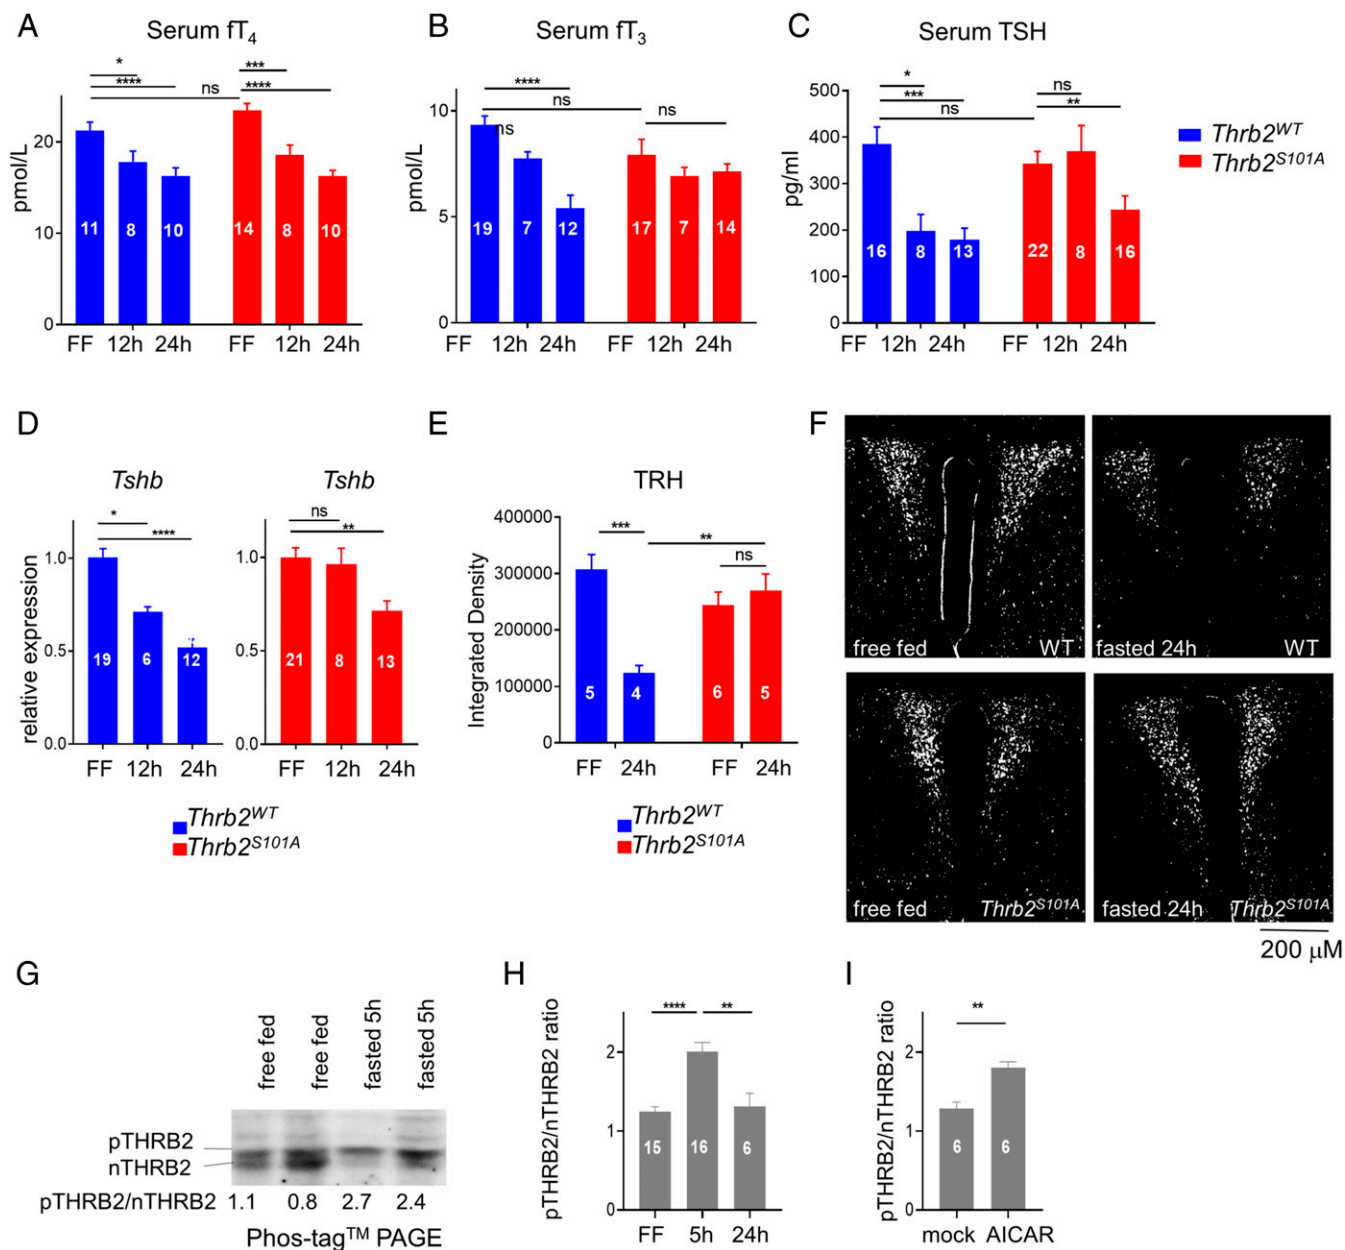 A
Serum fT4
*
****
ns
***
****
pmol/L
20
10
0
11
8
10
14
8
10
FF 12h 24h
FF 12h 24h
B
Serum fT3
****
ns
ns
ns
pmol/L
10
5
0
19
7
12
17
7
14
FF 12h 24h
FF 12h 24h
C
Serum TSH
*
***
ns
ns
**
pg/ml
500
400
300
200
100
0
16
8
13
22
8
16
FF 12h 24h
FF 12h 24h
Thrb2WT
Thrb2S101A
D
Tshb
*
****
relative expression
1.0
0.5
0.0
19
6
12
FF 12h 24h
Tshb
ns
**
1.0
0.5
0.0
21
8
13
FF 12h 24h
Thrb2WT
Thrb2S101A
E
TRH
***
**
ns
Integrated Density
400000
300000
200000
100000
0
5
4
6
5
FF 24h
FF 24h
Thrb2WT
Thrb2S101A
F
free fed WT
fasted 24h WT
free fed Thrb2S101A
fasted 24h Thrb2S101A
200 µM
G
free fed
free fed
fasted 5h
fasted 5h
pTHRB2
nTHRB2
pTHRB2/nTHRB2 1.1 0.8 2.7 2.4
Phos-tagTM PAGE
H
**** **
pTHRB2/nTHRB2 ratio
2
1
0
15
16
6
FF 5h 24h
I
**
pTHRB2/nTHRB2 ratio
2
1
0
6
6
mock AICAR